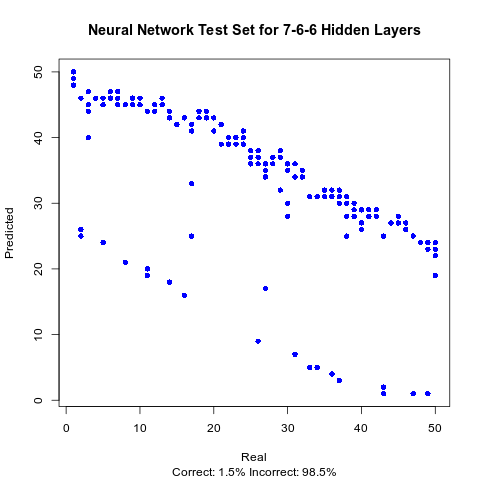 Neural Network Test Set for 7-6-6 Hidden Layers
50
40
30
20
10
0
Predicted
0 10 20 30 40 50
Real
Correct: 1.5% Incorrect: 98.5%